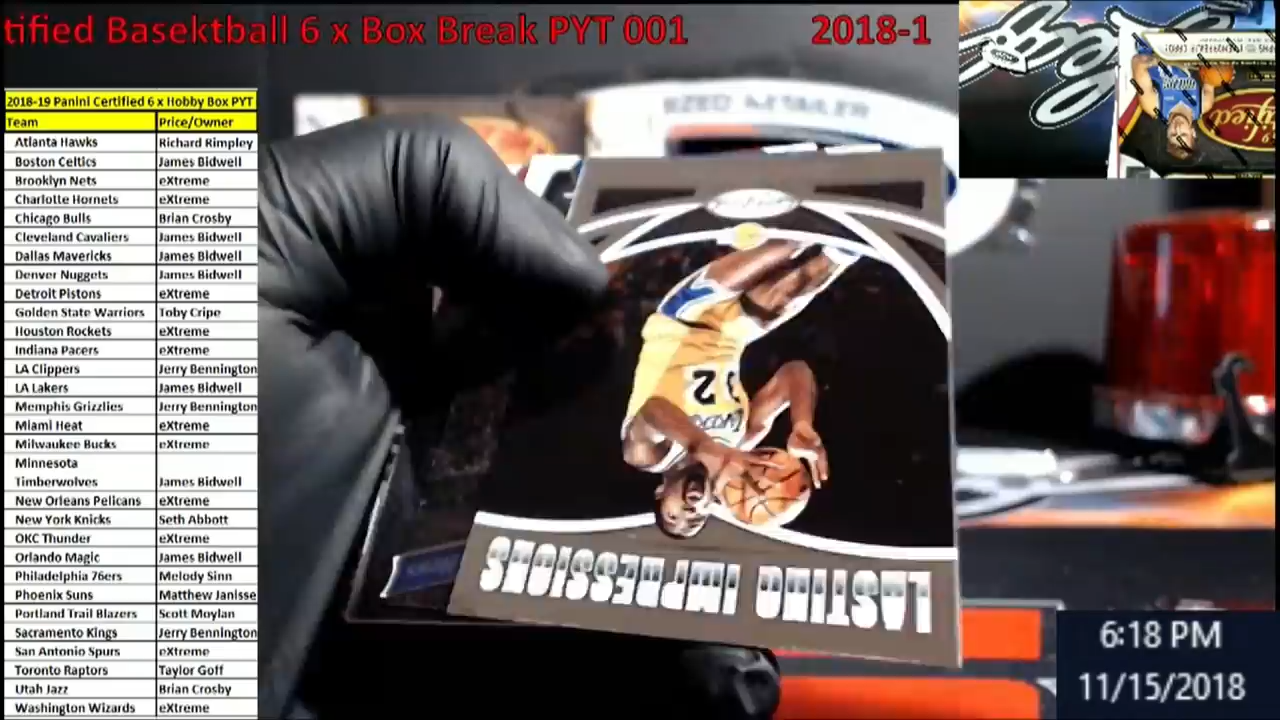 tified Basektball 6 x Box Break PYT 001 2018-1
2018-19 Panini Certified 6 x Hobby Box PYT
Team Price/Owner
Atlanta Hawks Richard Rimpley
Boston Celtics James Bidwell
Brooklyn Nets eXtreme
Charlotte Hornets eXtreme
Chicago Bulls Brian Crosby
Cleveland Cavaliers James Bidwell
Dallas Mavericks James Bidwell
Denver Nuggets James Bidwell
Detroit Pistons eXtreme
Golden State Warriors Toby Cripe
Houston Rockets eXtreme
Indiana Pacers eXtreme
LA Clippers Jerry Bennington
LA Lakers James Bidwell
Memphis Grizzlies Jerry Bennington
Miami Heat eXtreme
Milwaukee Bucks eXtreme
Minnesota
Timberwolves James Bidwell
New Orleans Pelicans eXtreme
New York Knicks Seth Abbott
OKC Thunder eXtreme
Orlando Magic James Bidwell
Philadelphia 76ers Melody Sinn
Phoenix Suns Matthew Janisse
Portland Trail Blazers Scott Moylan
Sacramento Kings Jerry Bennington
San Antonio Spurs eXtreme
Toronto Raptors Taylor Goff
Utah Jazz Brian Crosby
Washington Wizards eXtreme
LASTING IMPRESSIONS
32
6:18 PM
11/15/2018